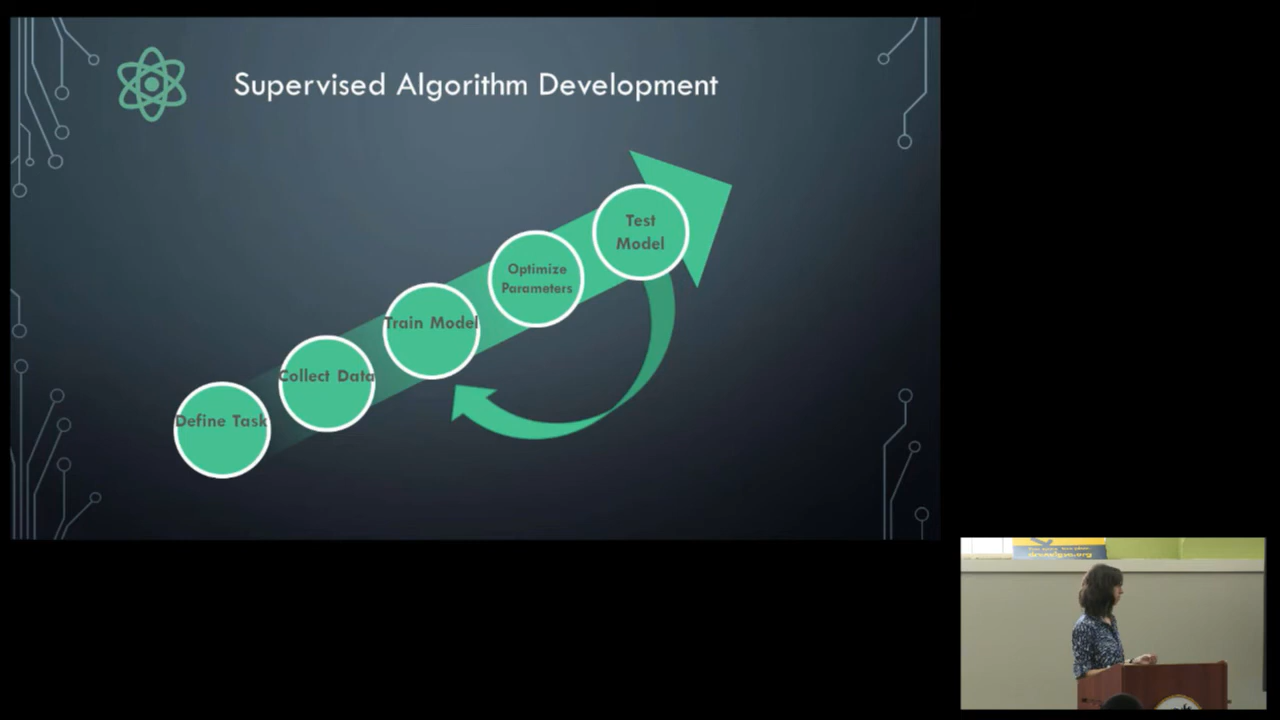 Supervised Algorithm Development
Define Task
Collect Data
Train Model
Optimize
Parameters
Test
Model